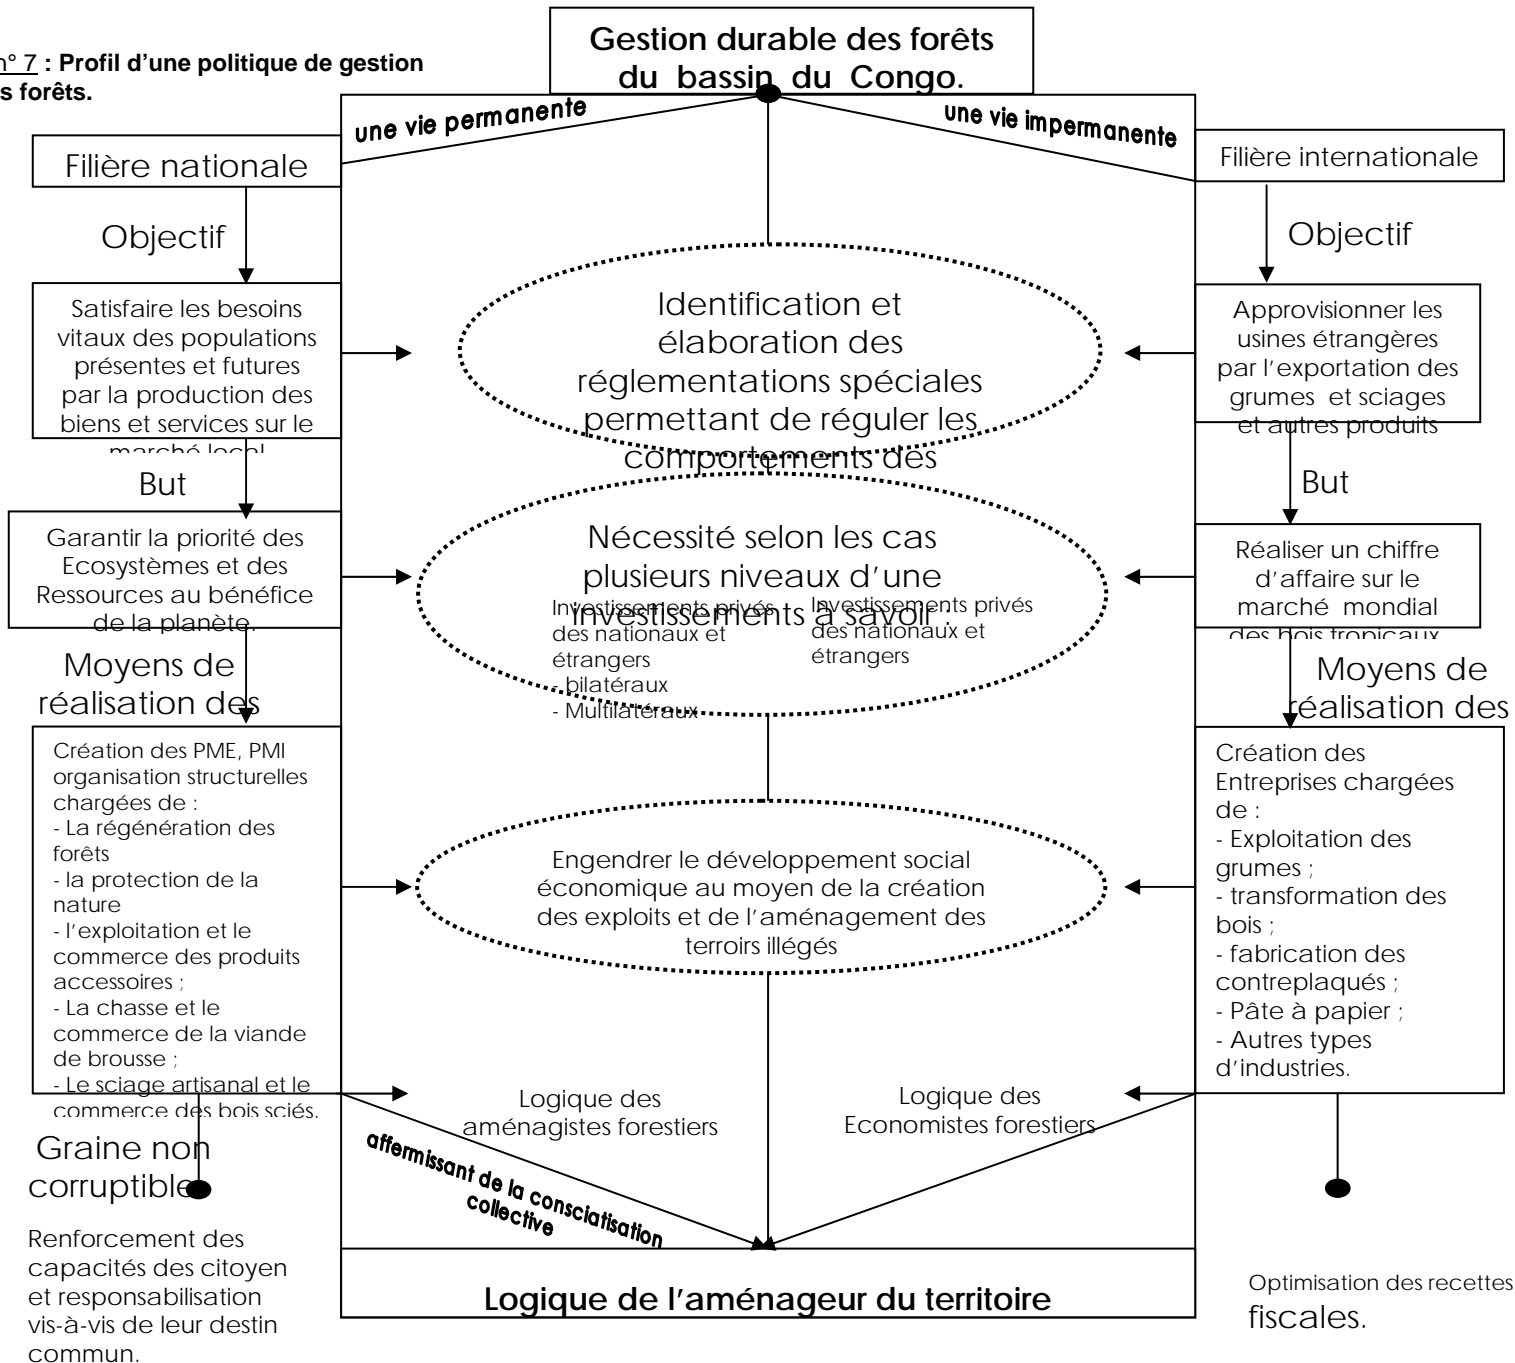 Gestion durable des forêts
du bassin du Congo.
n° 7 : Profil d'une politique de gestion
s forêts.
une vie permanente
une vie impermanente
Filière nationale
Filière internationale
Objectif
Objectif
Satisfaire les besoins
vitaux des populations
présentes et futures
par la production des
biens et services sur le
marché local
Identification et
élaboration des
réglementations spéciales
permettant de réguler les
comportements des
Approvisionner les
usines étrangères
par l'exportation des
grumes et sciages
et autres produits
But
But
Garantir la priorité des
Ecosystèmes et des
Ressources au bénéfice
de la planète.
Nécessité selon les cas
plusieurs niveaux d'une
investissements à savoir :
Investissements privés
des nationaux et
étrangers
- bilatéraux
- Multilatéraux
Investissements privés
des nationaux et
étrangers
Réaliser un chiffre
d'affaire sur le
marché mondial
des bois tropicaux
Moyens de
réalisation des
Moyens de
réalisation des
Création des PME, PMI
organisation structurelles
chargées de :
- La régénération des
forêts
- la protection de la
nature
- l'exploitation et le
commerce des produits
accessoires ;
- La chasse et le
commerce de la viande
de brousse ;
- Le sciage artisanal et le
commerce des bois sciés.
Engendrer le développement social
économique au moyen de la création
des exploits et de l'aménagement des
terroirs illégés
Création des
Entreprises chargées
de :
- Exploitation des
grumes ;
- transformation des
bois ;
- fabrication des
contreplaqués ;
- Pâte à papier ;
- Autres types
d'industries.
Logique des
aménagistes forestiers
Logique des
Economistes forestiers
affermissant de la consciatisation
collective
Graine non
corruptible
Renforcement des
capacités des citoyen
et responsabilisation
vis-à-vis de leur destin
commun.
Logique de l'aménageur du territoire
Optimisation des recettes
fiscales.